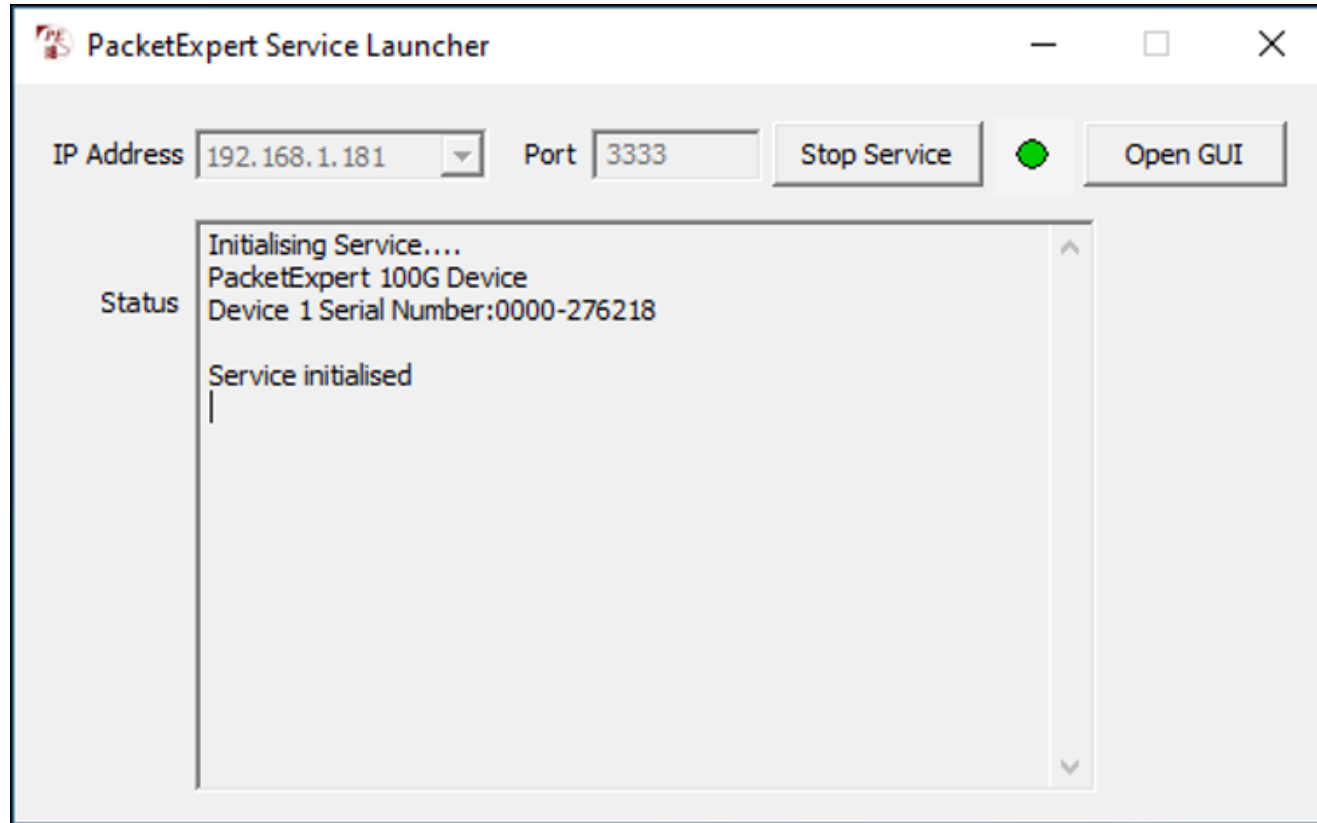 PacketExpert Service Launcher
IP Address 192.168.1.181 Port 3333 Stop Service Open GUI
Status
Initialising Service....
PacketExpert 100G Device
Device 1 Serial Number:0000-276218
Service initialised